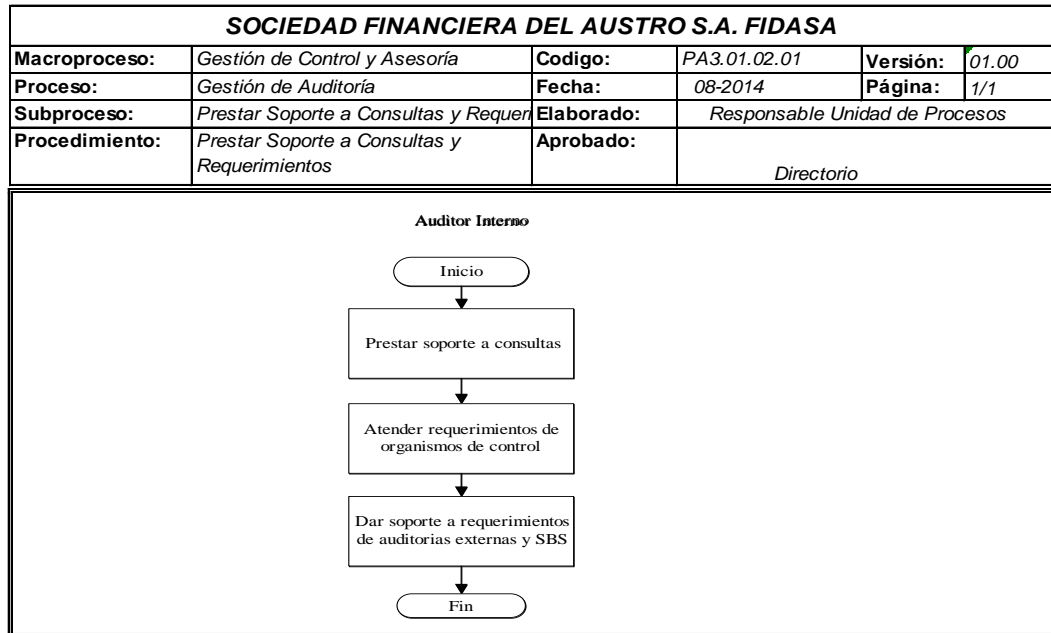 SOCIEDAD FINANCIERA DEL AUSTRO S.A. FIDASA
Macroproceso: Gestión de Control y Asesoría Codigo: PA3.01.02.01 Versión: 01.00
Proceso: Gestión de Auditoría Fecha: 08-2014 Página: 1/1
Subproceso: Prestar Soporte a Consultas y Requeri Elaborado: Responsable Unidad de Procesos
Procedimiento: Prestar Soporte a Consultas y Aprobado:
Requerimientos Directorio
Auditor Interno
Inicio
Prestar soporte a consultas
Atender requerimientos de
organismos de control
Dar soporte a requerimientos
de auditorias externas y SBS
Fin